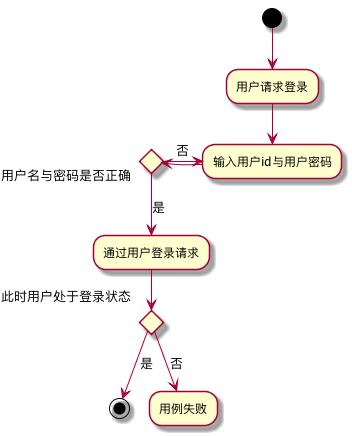 用户请求登录
否
输入用户id与用户密码
用户名与密码是否正确
是
通过用户登录请求
此时用户处于登录状态
是
否
用例失败